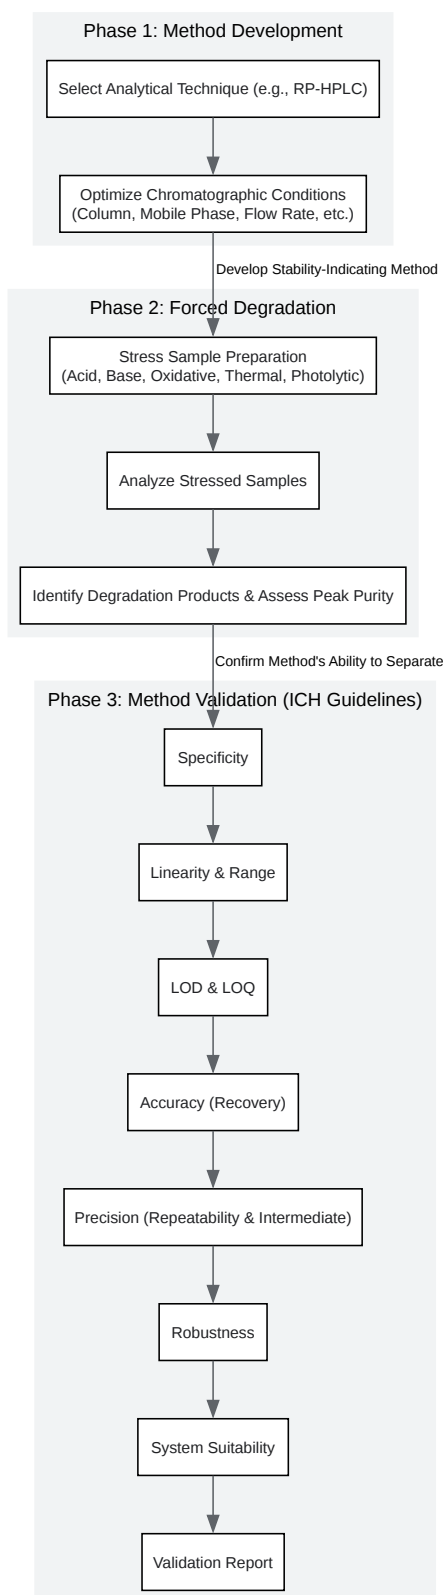 Phase 1: Method Development
Select Analytical Technique (e.g., RP-HPLC)
Optimize Chromatographic Conditions
(Column, Mobile Phase, Flow Rate, etc.)
Develop Stability-Indicating Method
Phase 2: Forced Degradation
Stress Sample Preparation
(Acid, Base, Oxidative, Thermal, Photolytic)
Analyze Stressed Samples
Identify Degradation Products & Assess Peak Purity
Confirm Method's Ability to Separate
Phase 3: Method Validation (ICH Guidelines)
Specificity
Linearity & Range
LOD & LOQ
Accuracy (Recovery)
Precision (Repeatability & Intermediate)
Robustness
System Suitability
Validation Report